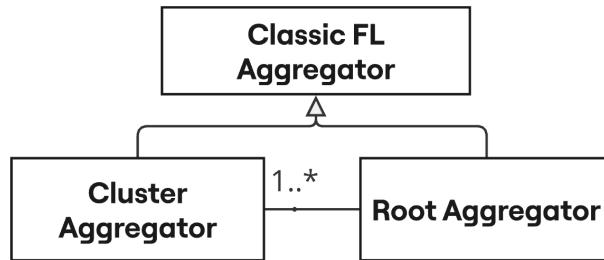 Classic FL
Aggregator
1..*
Cluster
Aggregator
Root Aggregator